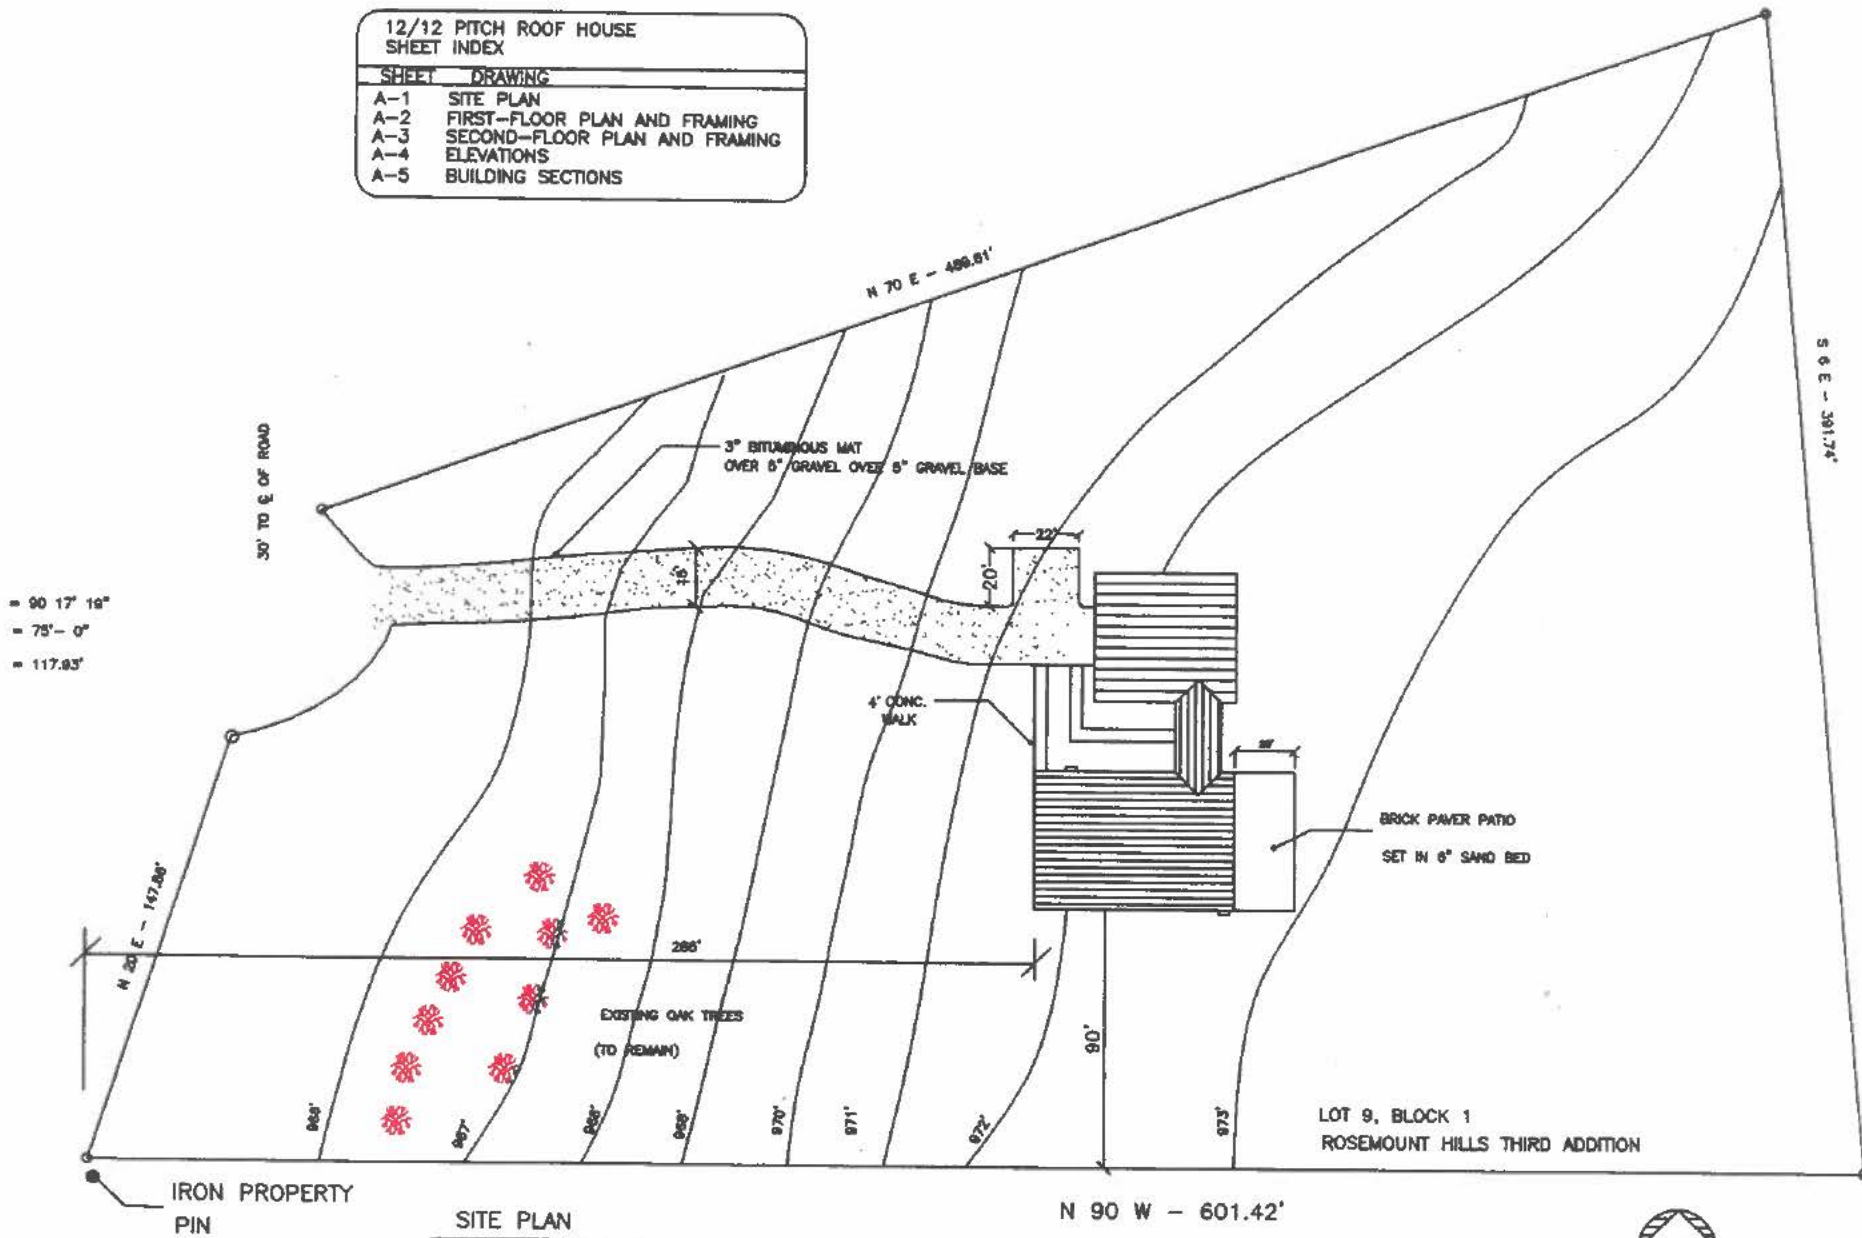 12/12 PITCH ROOF HOUSE
SHEET INDEX
SHEET DRAWING
A-1 SITE PLAN
A-2 FIRST-FLOOR PLAN AND FRAMING
A-3 SECOND-FLOOR PLAN AND FRAMING
A-4 ELEVATIONS
A-5 BUILDING SECTIONS
N 70 E - 489.61'
S 6 E - 391.74'
30' TO ℄ OF ROAD
3" BITUMINOUS MAT
OVER 6" GRAVEL OVER 6" GRAVEL BASE
22'
20'
= 90 17' 19"
= 75'- 0"
= 117.93'
4' CONC.
WALK
BRICK PAVER PATIO
SET IN 6" SAND BED
N 20 E - 147.86'
286'
EXISTING OAK TREES
(TO REMAIN)
90'
967'
970'
971'
972'
973'
LOT 9, BLOCK 1
ROSEMOUNT HILLS THIRD ADDITION
IRON PROPERTY
PIN
SITE PLAN
N 90 W - 601.42'